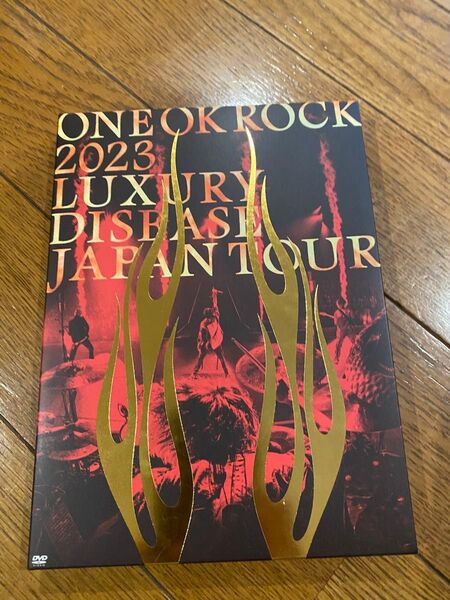 ONE OK ROCK
2023
LUXURY
DISEASE
JAPAN TOUR
DVD